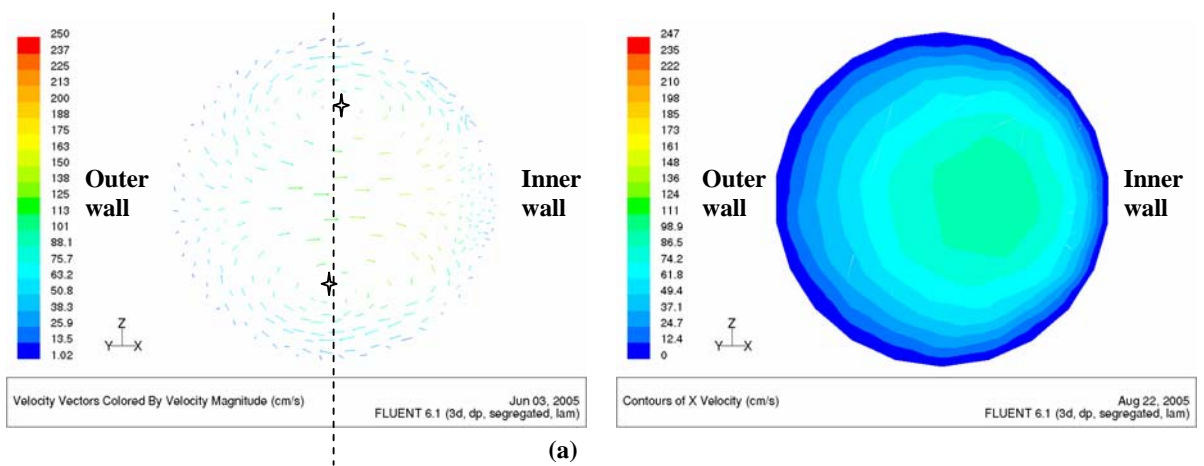 250
237
225
213
200
188
175
163
150
138
125
113
101
88.1
75.7
63.2
50.8
38.3
25.9
13.5
1.02
Outer
wall
Inner
wall
Z
Y X
Velocity Vectors Colored By Velocity Magnitude (cm/s)
Jun 03, 2005
FLUENT 6.1 (3d, dp, segregated, lam)
247
235
222
210
198
185
173
161
148
136
124
111
98.9
86.5
74.2
61.8
49.4
37.1
24.7
12.4
0
Outer
wall
Inner
wall
Z
Y X
Contours of X Velocity (cm/s)
Aug 22, 2005
FLUENT 6.1 (3d, dp, segregated, lam)
(a)